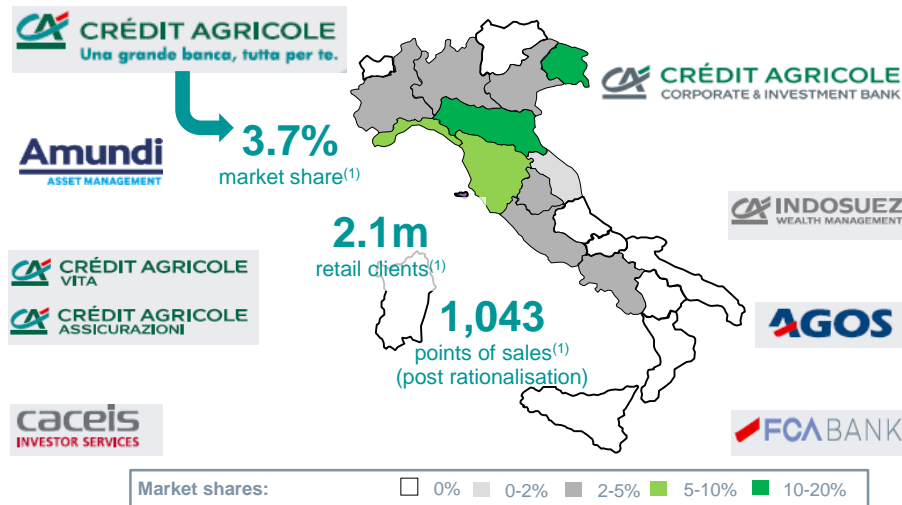 CRÉDIT AGRICOLE
Una grande banca, tutta per te.
CRÉDIT AGRICOLE
CORPORATE & INVESTMENT BANK
3.7%
market share(1)
Amundi
ASSET MANAGEMENT
2.1m
retail clients(1)
INDOSUEZ
WEALTH MANAGEMENT
CRÉDIT AGRICOLE
VITA
CRÉDIT AGRICOLE
ASSICURAZIONI
1,043
points of sales(1)
(post rationalisation)
AGOS
caceis
INVESTOR SERVICES
FCA BANK
Market shares: 0% 0-2% 2-5% 5-10% 10-20%